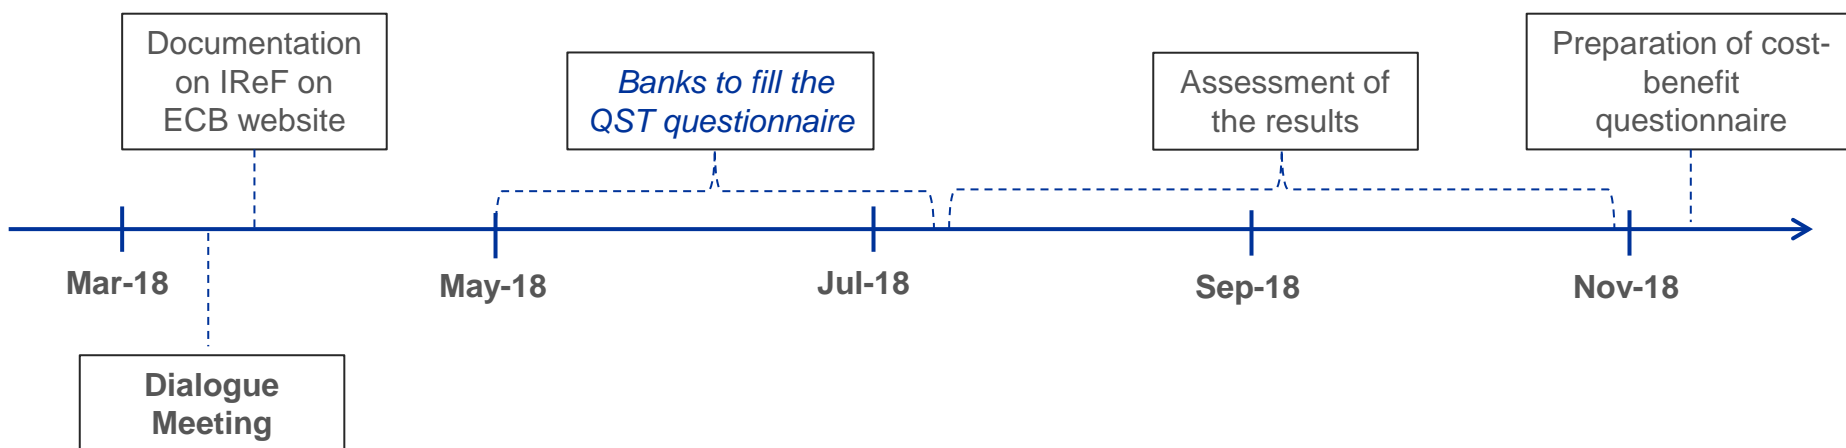 Documentation
on IReF on
ECB website
Banks to fill the
QST questionnaire
Assessment of
the results
Preparation of cost-
benefit
questionnaire
Mar-18
May-18
Jul-18
Sep-18
Nov-18
Dialogue
Meeting